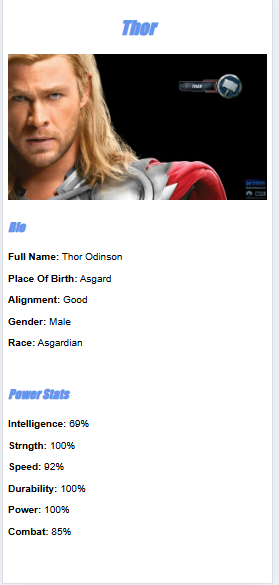 Thor
THOR
Bio
Full Name: Thor Odinson
Place Of Birth: Asgard
Alignment: Good
Gender: Male
Race: Asgardian
Power Stats
Intelligence: 69%
Strngth: 100%
Speed: 92%
Durability: 100%
Power: 100%
Combat: 85%